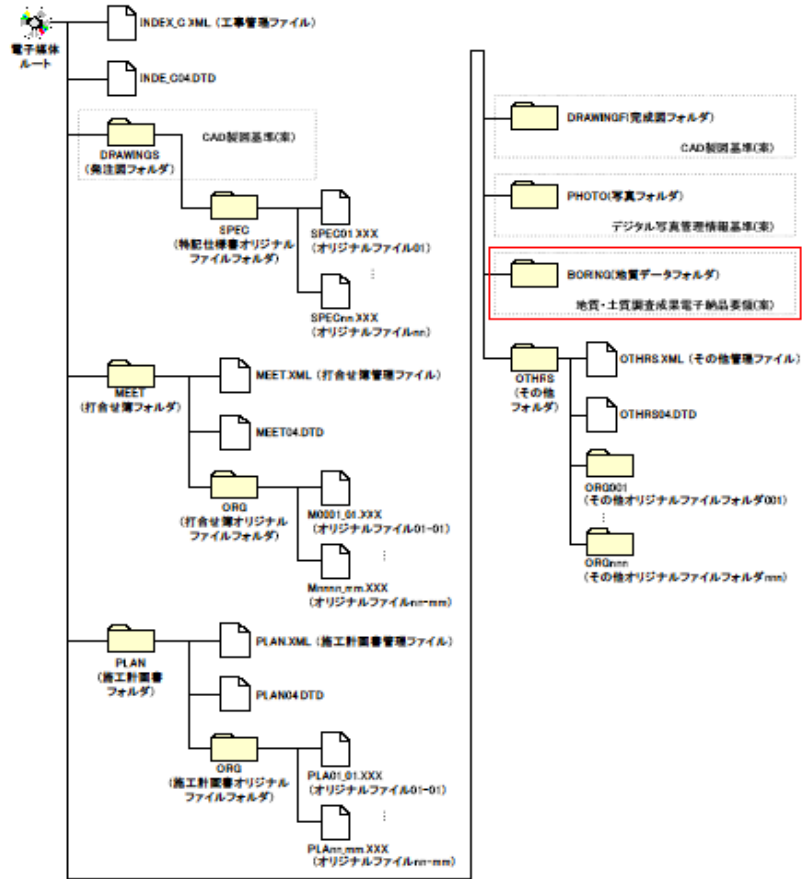 INDEX_C.XML (工事管理ファイル)
電子媒体
ルート
INDE_C04.DTD
CAD製図基準(案)
DRAWINGS
(発注図フォルダ)
SPEC
(特記仕様書オリジナル
ファイルフォルダ)
SPEC01.XXX
(オリジナルファイル01)
⋮
SPECnn.XXX
(オリジナルファイルnn)
MEET
(打合せ簿フォルダ)
MEET.XML (打合せ簿管理ファイル)
MEET04.DTD
ORG
(打合せ簿オリジナル
ファイルフォルダ)
M0001_01.XXX
(オリジナルファイル01-01)
⋮
Mnnnn_mm.XXX
(オリジナルファイルnn-mm)
PLAN
(施工計画書
フォルダ)
PLAN.XML (施工計画書管理ファイル)
PLAN04.DTD
ORG
(施工計画書オリジナル
ファイルフォルダ)
PLA01_01.XXX
(オリジナルファイル01-01)
⋮
PLAnn_mm.XXX
(オリジナルファイルnn-mm)
DRAWINGF(完成図フォルダ)
CAD製図基準(案)
PHOTO(写真フォルダ)
デジタル写真管理情報基準(案)
BORING(地質データフォルダ)
地質・土質調査成果電子納品要領(案)
OTHRS
(その他
フォルダ)
OTHRS.XML (その他管理ファイル)
OTHRS04.DTD
ORG001
(その他オリジナルファイルフォルダ001)
⋮
ORGnnn
(その他オリジナルファイルフォルダnnn)